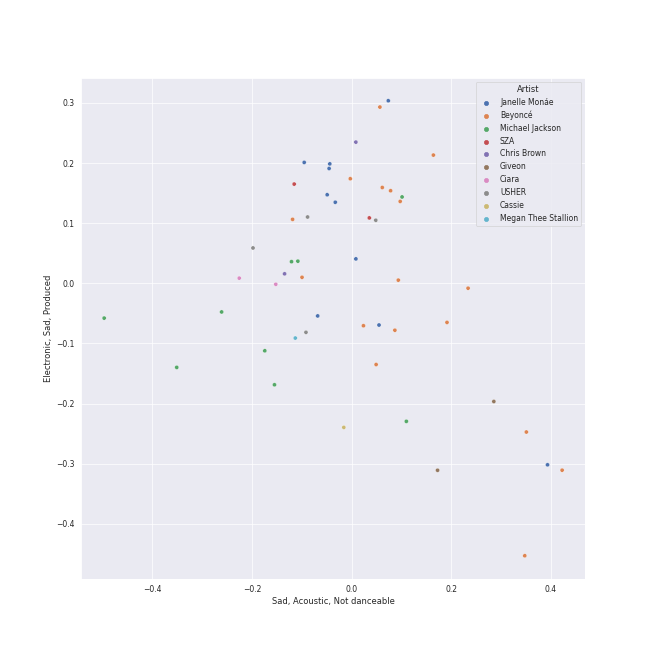 Artist
Janelle Monáe
Beyoncé
Michael Jackson
SZA
Chris Brown
Giveon
Ciara
USHER
Cassie
Megan Thee Stallion
0.3
0.2
0.1
0.0
−0.1
−0.2
−0.3
−0.4
Electronic, Sad, Produced
−0.4
−0.2
0.0
0.2
0.4
Sad, Acoustic, Not danceable